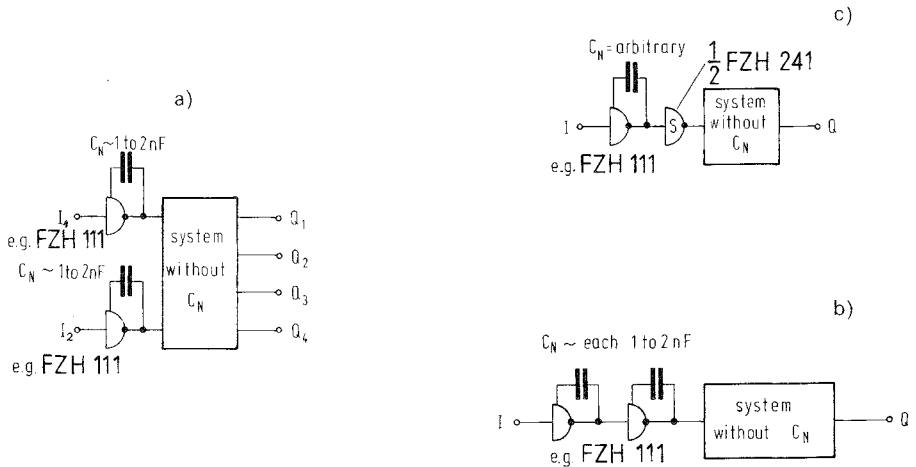 a)
C_N ~ 1 to 2 nF
I_1
e.g. FZH 111
C_N ~ 1 to 2nF
I_2
e.g. FZH 111
system
without
C_N
Q_1
Q_2
Q_3
Q_4
c)
C_N = arbitrary
1/2 FZH 241
I
S
e.g. FZH 111
system
without
C_N
Q
b)
C_N ~ each 1 to 2 nF
I
e.g. FZH 111
system
without C_N
Q